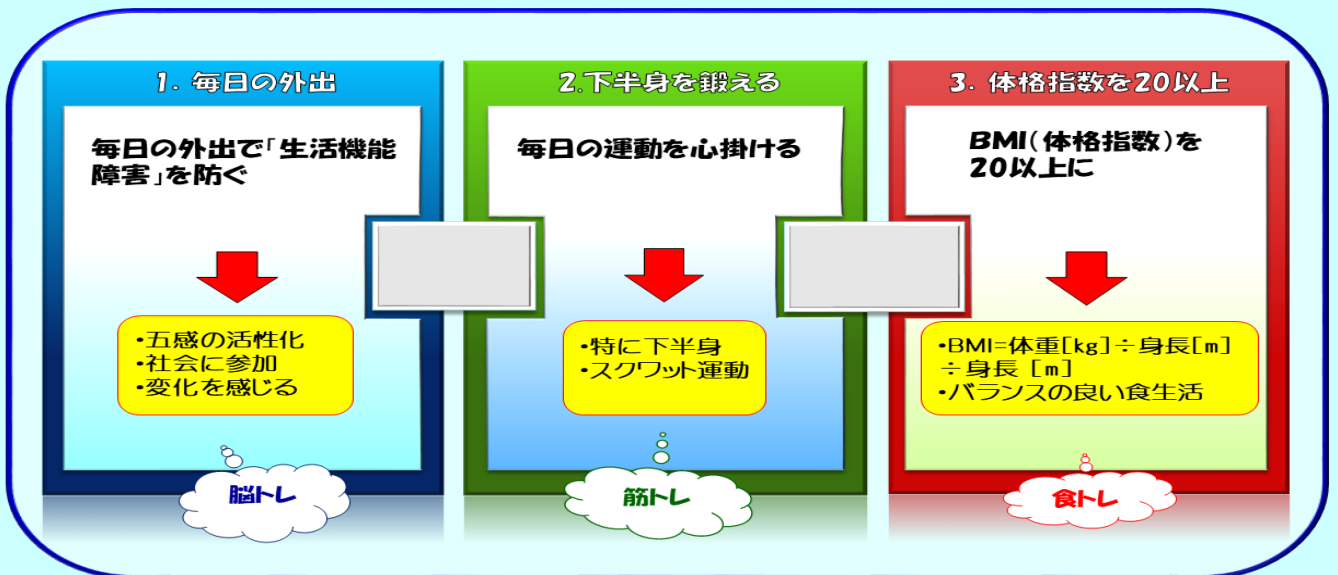 1. 毎日の外出
毎日の外出で「生活機能
障害」を防ぐ
・五感の活性化
・社会に参加
・変化を感じる
脳トレ
2.下半身を鍛える
毎日の運動を心掛ける
・特に下半身
・スクワット運動
筋トレ
3. 体格指数を20以上
BMI(体格指数)を
20以上に
・BMI=体重[kg]÷身長[m]
÷身長 [m]
・バランスの良い食生活
食トレ